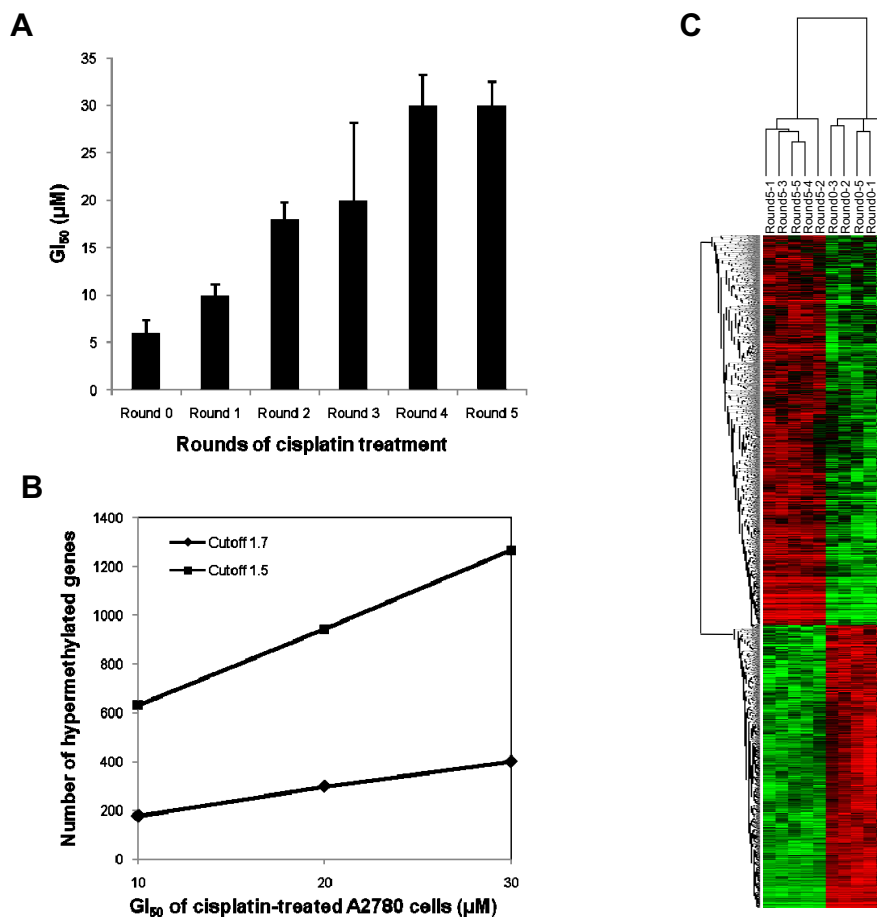 A
35
30
25
20
15
10
5
0
GI50 (µM)
Round 0 Round 1 Round 2 Round 3 Round 4 Round 5
Rounds of cisplatin treatment
B
1400
1200
1000
800
600
400
200
0
Number of hypermethylated genes
Cutoff 1.7
Cutoff 1.5
10 20 30
GI50 of cisplatin-treated A2780 cells (µM)
C
Round5-1
Round5-3
Round5-5
Round5-4
Round5-2
Round0-3
Round0-2
Round0-5
Round0-1